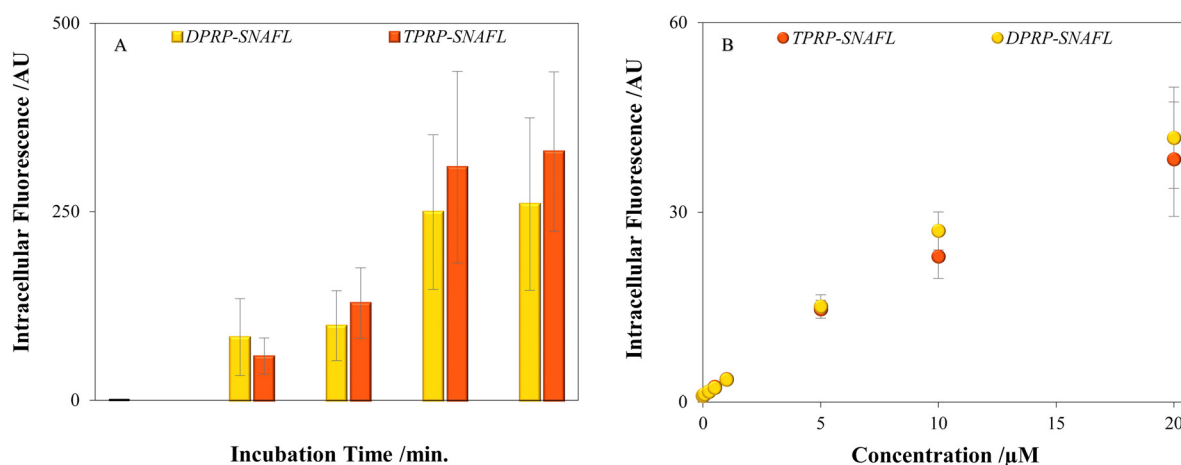 500
A
DPRP-SNAFL
TPRP-SNAFL
250
0
Intracellular Fluorescence /AU
Incubation Time /min.
60
B
TPRP-SNAFL
DPRP-SNAFL
30
0
Intracellular Fluorescence /AU
0
5
10
15
20
Concentration /µM